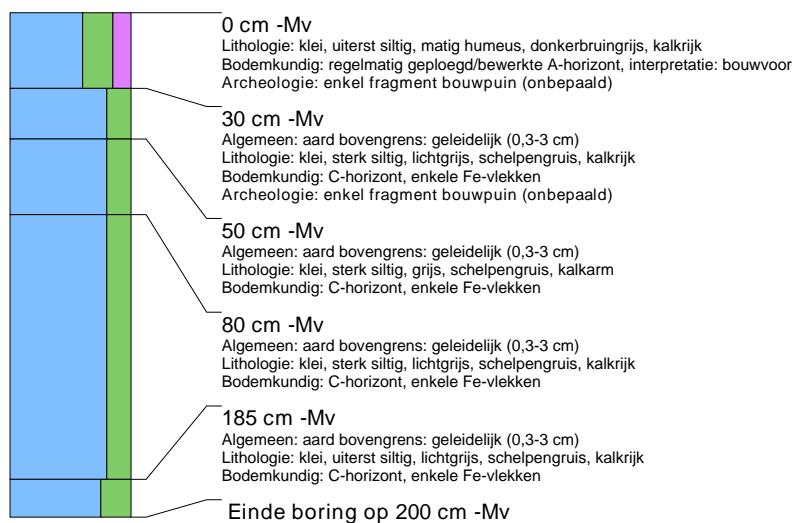 0 cm -Mv
Lithologie: klei, uiterst siltig, matig humeus, donkerbruingrijs, kalkrijk
Bodemkundig: regelmatig geploegd/bewerkte A-horizont, interpretatie: bouwvoor
Archeologie: enkel fragment bouwpuin (onbepaald)
30 cm -Mv
Algemeen: aard bovengrens: geleidelijk (0,3-3 cm)
Lithologie: klei, sterk siltig, lichtgrijs, schelpengruis, kalkrijk
Bodemkundig: C-horizont, enkele Fe-vlekken
Archeologie: enkel fragment bouwpuin (onbepaald)
50 cm -Mv
Algemeen: aard bovengrens: geleidelijk (0,3-3 cm)
Lithologie: klei, sterk siltig, grijs, schelpengruis, kalkarm
Bodemkundig: C-horizont, enkele Fe-vlekken
80 cm -Mv
Algemeen: aard bovengrens: geleidelijk (0,3-3 cm)
Lithologie: klei, sterk siltig, lichtgrijs, schelpengruis, kalkrijk
Bodemkundig: C-horizont, enkele Fe-vlekken
185 cm -Mv
Algemeen: aard bovengrens: geleidelijk (0,3-3 cm)
Lithologie: klei, uiterst siltig, lichtgrijs, schelpengruis, kalkrijk
Bodemkundig: C-horizont, enkele Fe-vlekken
Einde boring op 200 cm -Mv